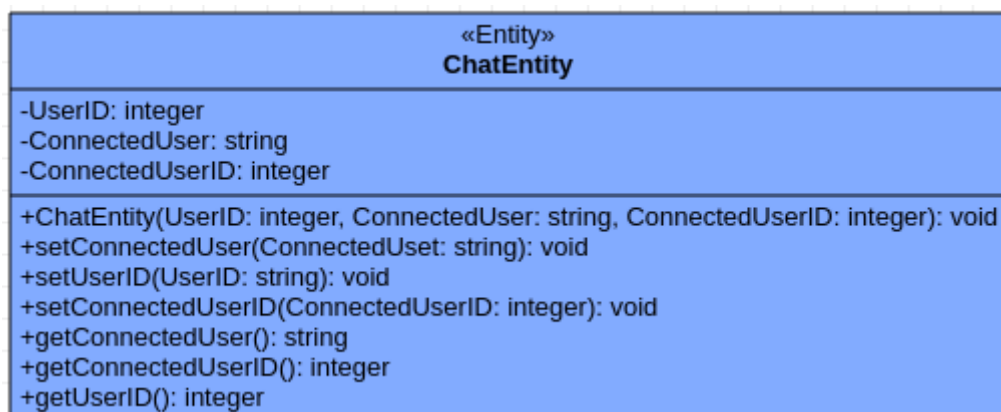 «Entity»
ChatEntity
-UserID: integer
-ConnectedUser: string
-ConnectedUserID: integer
+ChatEntity(UserID: integer, ConnectedUser: string, ConnectedUserID: integer): void
+setConnectedUser(ConnectedUset: string): void
+setUserID(UserID: string): void
+setConnectedUserID(ConnectedUserID: integer): void
+getConnectedUser(): string
+getConnectedUserID(): integer
+getUserID(): integer